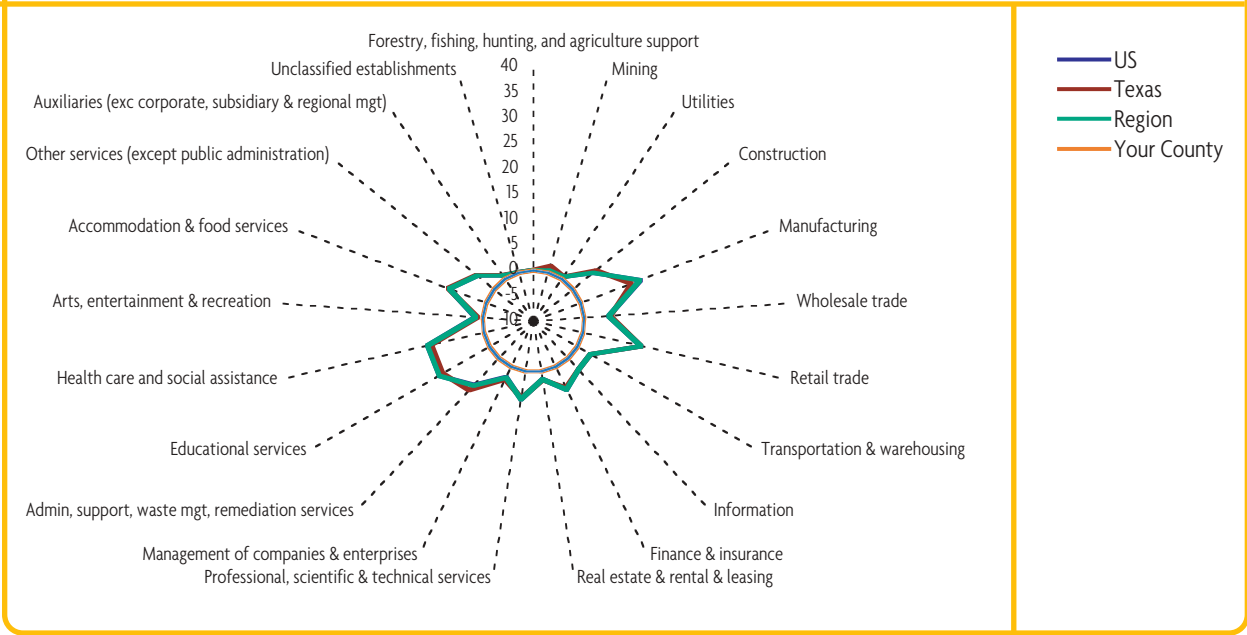 Forestry, fishing, hunting, and agriculture support
Unclassified establishments
40
Mining
35
Auxiliaries (exc corporate, subsidiary & regional mgt)
Utilities
30
25
Other services (except public administration)
Construction
20
15
10
Accommodation & food services
Manufacturing
5
0
Arts, entertainment & recreation
Wholesale trade
-5
-10
Health care and social assistance
Retail trade
Educational services
Transportation & warehousing
Admin, support, waste mgt, remediation services
Information
Management of companies & enterprises
Finance & insurance
Professional, scientific & technical services
Real estate & rental & leasing
US
Texas
Region
Your County